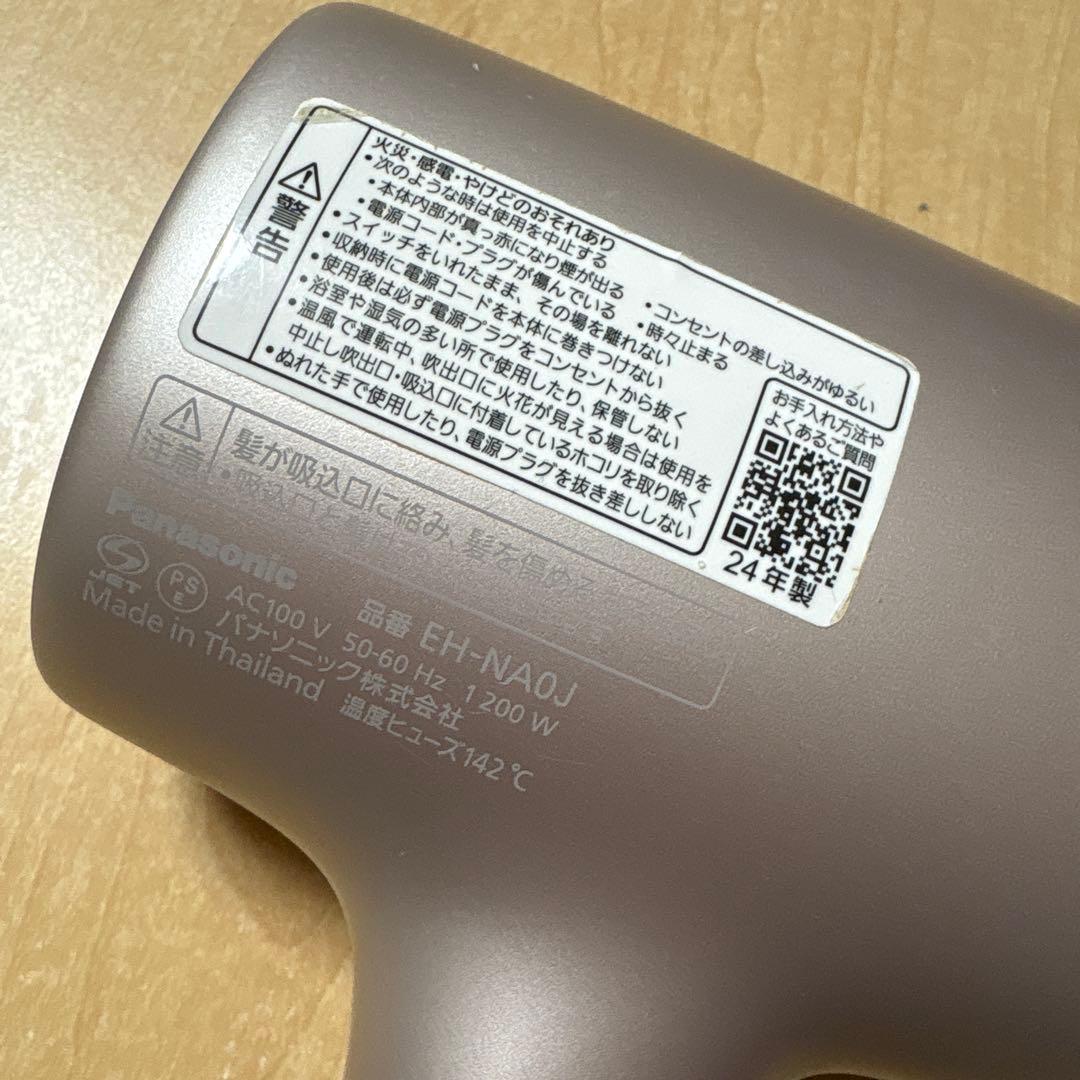 警告
火災・感電・やけどのおそれあり
・次のような時は使用を中止する
・本体内部が真っ赤になり煙が出る ・コンセントの差し込みがゆるい
・電源コード・プラグが傷んでいる ・時々止まる
・スイッチをいれたまま、その場を離れない
・収納時に電源コードを本体に巻きつけない
・使用後は必ず電源プラグをコンセントから抜く
・浴室や湿気の多い所で使用したり、保管しない
・温風で運転中、吹出口に火花が見える場合は使用を
中止し吹出口・吸込口に付着しているホコリを取り除く
・ぬれた手で使用したり、電源プラグを抜き差ししない
お手入れ方法や
よくあるご質問
24年製
注意
髪が吸込口に絡み、髪を傷め
・吸込口と
Panasonic
品番 EH-NA0J
JET
PS
E
AC100 V 50-60 Hz 1 200 W
パナソニック株式会社
Made in Thailand 温度ヒューズ142℃